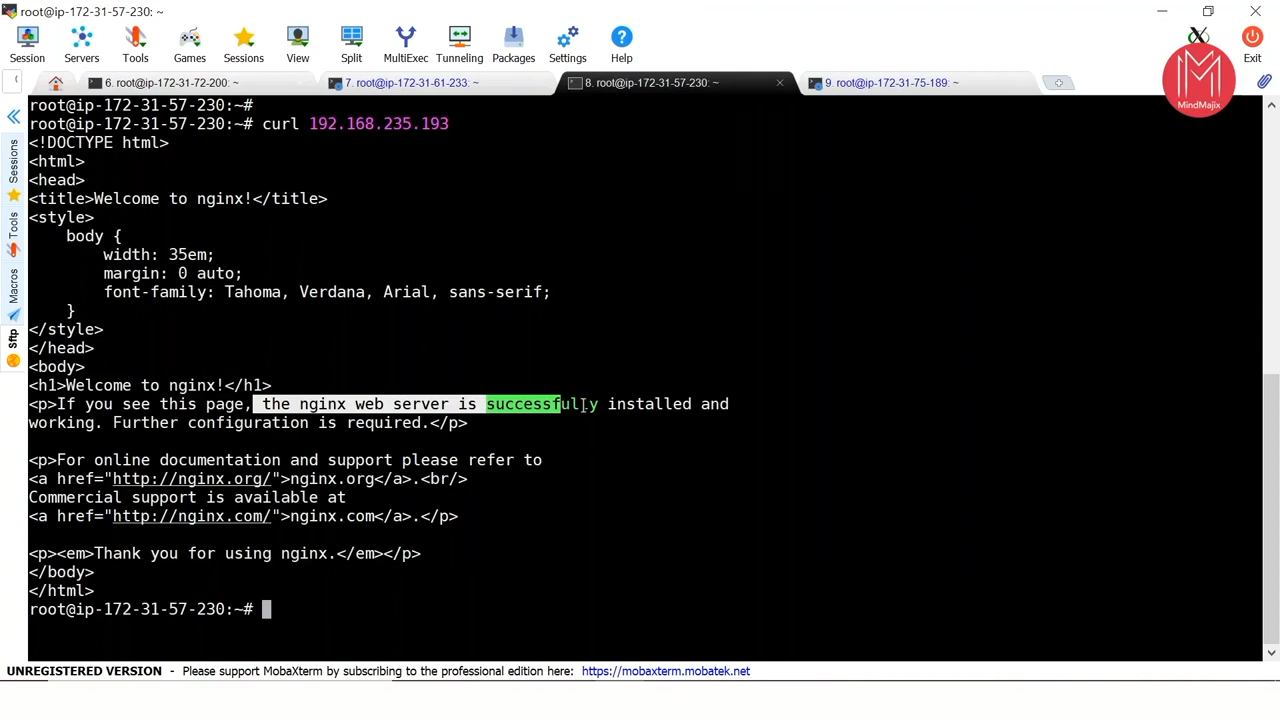 root@ip-172-31-57-230: ~
Session Servers Tools Games Sessions View Split MultiExec Tunneling Packages Settings Help Exit
6. root@ip-172-31-72-200: ~ 7. root@ip-172-31-61-233: ~ 8. root@ip-172-31-57-230: ~ 9. root@ip-172-31-75-189: ~
MindMajix
Sessions
Tools
Macros
Sftp
root@ip-172-31-57-230:~#
root@ip-172-31-57-230:~# curl 192.168.235.193
<!DOCTYPE html>
<html>
<head>
<title>Welcome to nginx!</title>
<style>
    body {
        width: 35em;
        margin: 0 auto;
        font-family: Tahoma, Verdana, Arial, sans-serif;
    }
</style>
</head>
<body>
<h1>Welcome to nginx!</h1>
<p>If you see this page, the nginx web server is successfully installed and
working. Further configuration is required.</p>
<p>For online documentation and support please refer to
<a href="http://nginx.org/">nginx.org</a>.<br/>
Commercial support is available at
<a href="http://nginx.com/">nginx.com</a>.</p>
<p><em>Thank you for using nginx.</em></p>
</body>
</html>
root@ip-172-31-57-230:~#
UNREGISTERED VERSION - Please support MobaXterm by subscribing to the professional edition here: https://mobaxterm.mobatek.net